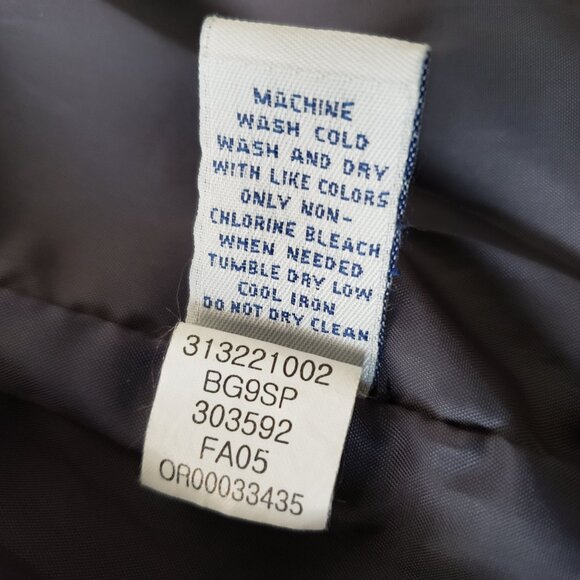 MACHINE
WASH COLD
WASH AND DRY
WITH LIKE COLORS
ONLY NON-
CHLORINE BLEACH
WHEN NEEDED
TUMBLE DRY LOW
COOL IRON
DO NOT DRY CLEAN
313221002
BG9SP
303592
FA05
OR00033435